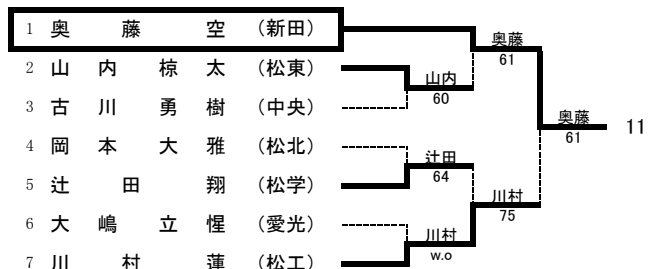 1 奥藤空 (新田)
奥藤
61
2 山内椋太 (松東)
山内
60
3 古川勇樹 (中央)
奥藤
61
11
4 岡本大雅 (松北)
辻田
64
5 辻田翔 (松学)
川村
75
6 大嶋立惺 (愛光)
川村
w.o
7 川村蓮 (松工)